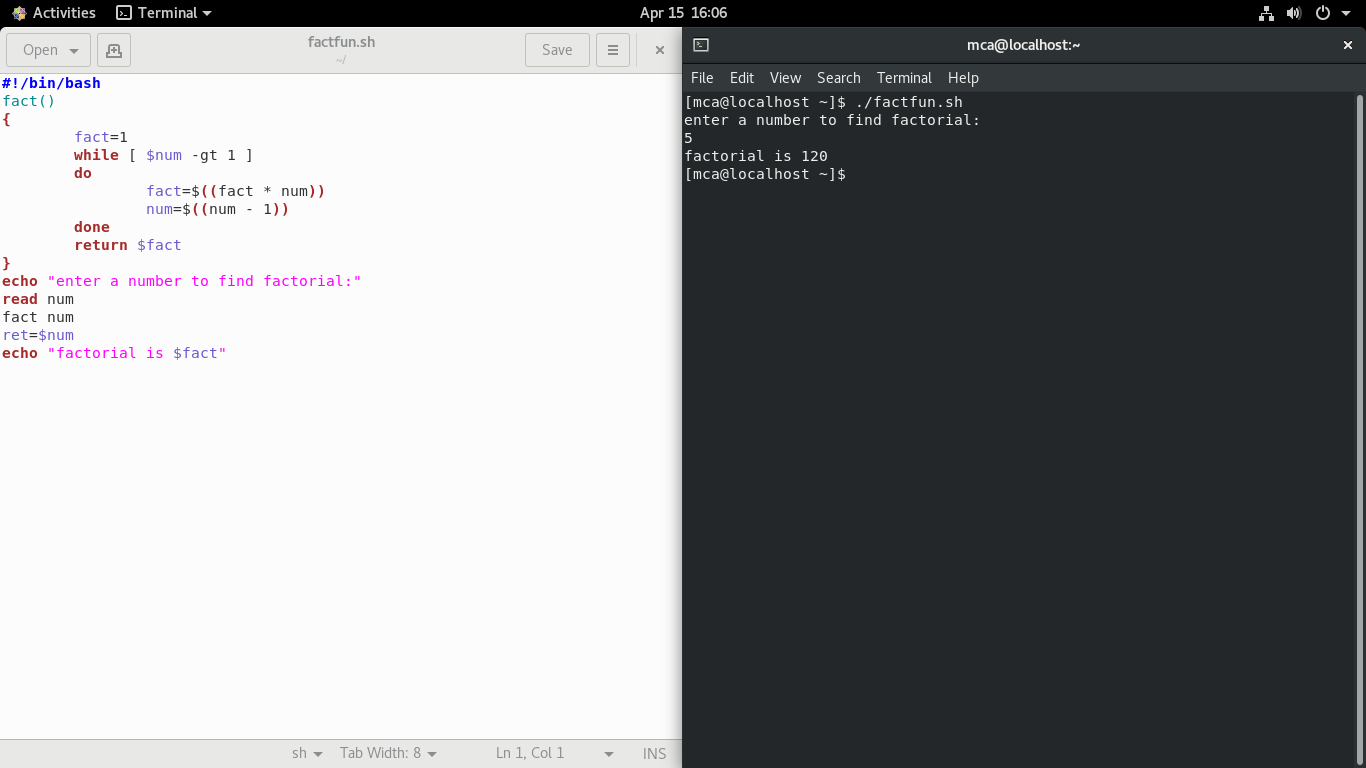 Activities Terminal Apr 15 16:06
Open factfun.sh Save
~/
#!/bin/bash
fact()
{
        fact=1
        while [ $num -gt 1 ]
        do
                fact=$((fact * num))
                num=$((num - 1))
        done
        return $fact
}
echo "enter a number to find factorial:"
read num
fact num
ret=$num
echo "factorial is $fact"
sh Tab Width: 8 Ln 1, Col 1 INS
mca@localhost:~
File Edit View Search Terminal Help
[mca@localhost ~]$ ./factfun.sh
enter a number to find factorial:
5
factorial is 120
[mca@localhost ~]$